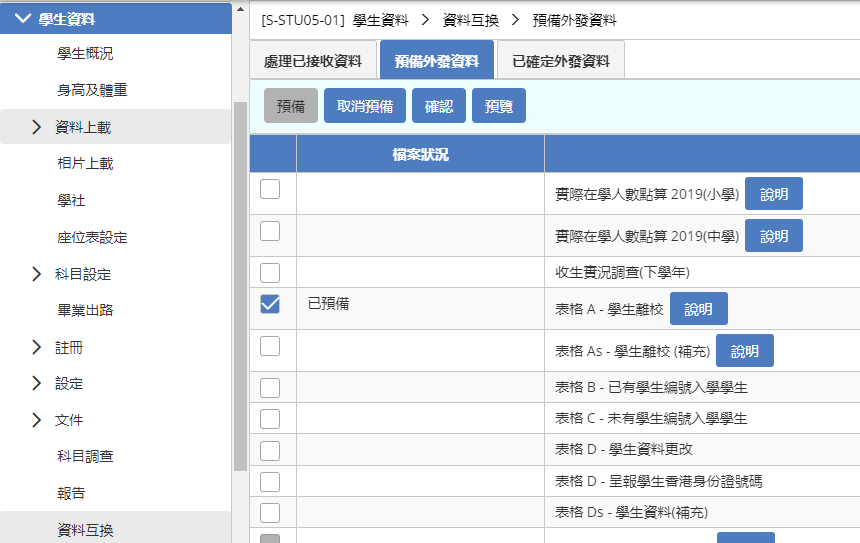 學生資料
學生概況
身高及體重
資料上載
相片上載
學社
座位表設定
科目設定
畢業出路
註冊
設定
文件
科目調查
報告
資料互換
[S-STU05-01] 學生資料 > 資料互換 > 預備外發資料
處理已接收資料 預備外發資料 已確定外發資料
預備 取消預備 確認 預覽
檔案狀況
實際在學人數點算 2019(小學) 說明
實際在學人數點算 2019(中學) 說明
收生實況調查(下學年)
已預備 表格 A - 學生離校 說明
表格 As - 學生離校 (補充) 說明
表格 B - 已有學生編號入學學生
表格 C - 未有學生編號入學學生
表格 D - 學生資料更改
表格 D - 呈報學生香港身份證號碼
表格 Ds - 學生資料(補充)